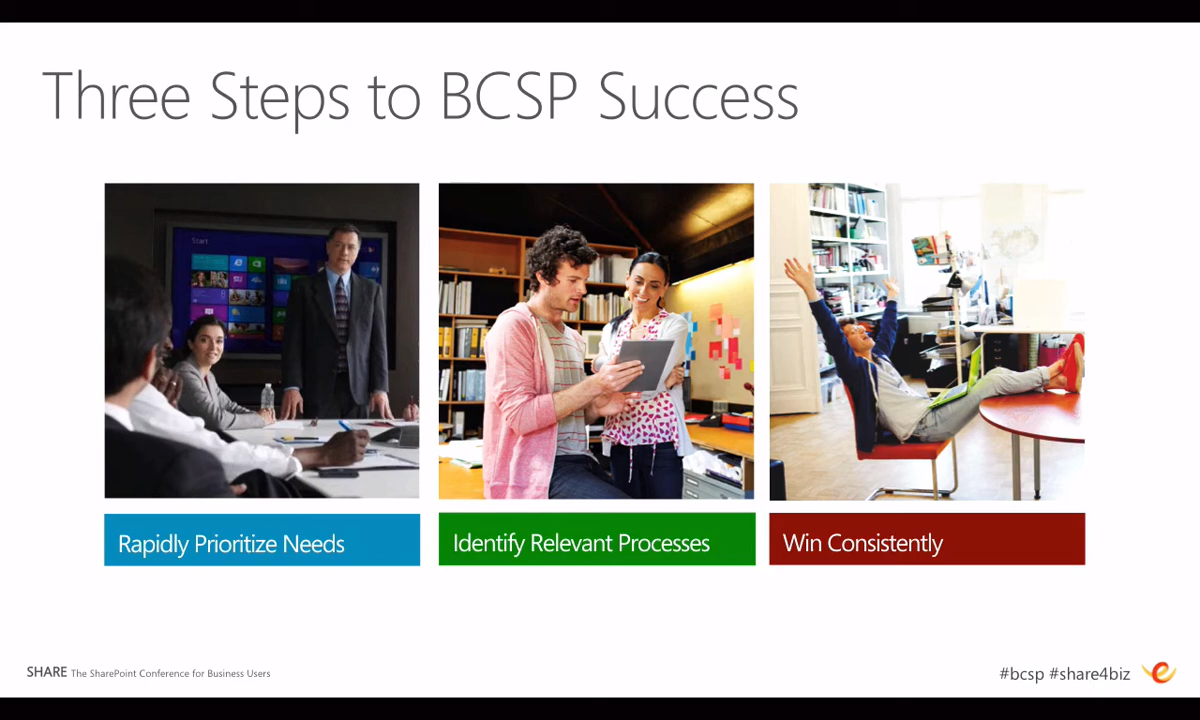 Three Steps to BCSP Success
Start
Rapidly Prioritize Needs
Identify Relevant Processes
Win Consistently
SHARE The SharePoint Conference for Business Users
#bcsp #share4biz